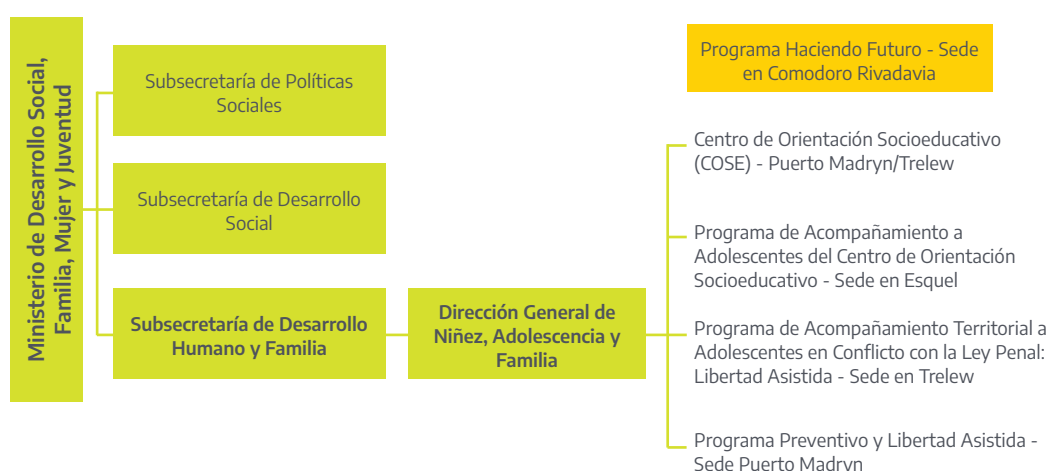 Ministerio de Desarrollo Social,
Familia, Mujer y Juventud
Subsecretaría de Políticas
Sociales
Subsecretaría de Desarrollo
Social
Subsecretaría de Desarrollo
Humano y Familia
Dirección General de
Niñez, Adolescencia y
Familia
Programa Haciendo Futuro - Sede
en Comodoro Rivadavia
Centro de Orientación Socioeducativo
(COSE) - Puerto Madryn/Trelew
Programa de Acompañamiento a
Adolescentes del Centro de Orientación
Socioeducativo - Sede en Esquel
Programa de Acompañamiento Territorial a
Adolescentes en Conflicto con la Ley Penal:
Libertad Asistida - Sede en Trelew
Programa Preventivo y Libertad Asistida -
Sede Puerto Madryn